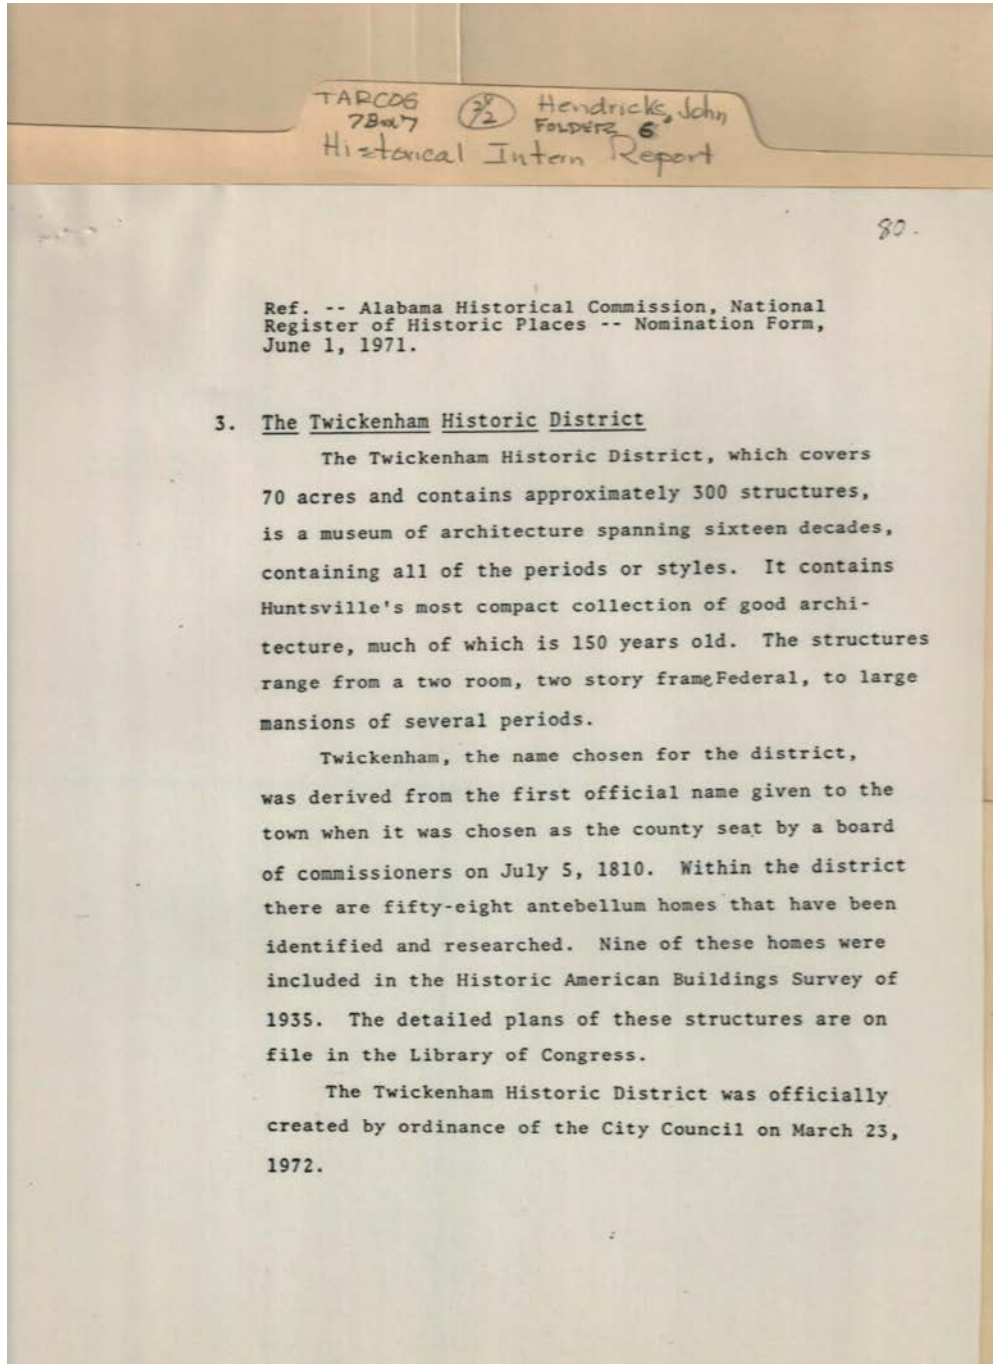 TARCOG
Hendricks, John
7Box7
FOLDER 6
Historical Intern Report
80.
Ref. -- Alabama Historical Commission, National
Register of Historic Places -- Nomination Form,
June 1, 1971.
3. The Twickenham Historic District
The Twickenham Historic District, which covers
70 acres and contains approximately 300 structures,
is a museum of architecture spanning sixteen decades,
containing all of the periods or styles. It contains
Huntsville's most compact collection of good archi-
tecture, much of which is 150 years old. The structures
range from a two room, two story frame Federal, to large
mansions of several periods.
Twickenham, the name chosen for the district,
was derived from the first official name given to the
town when it was chosen as the county seat by a board
of commissioners on July 5, 1810. Within the district
there are fifty-eight antebellum homes that have been
identified and researched. Nine of these homes were
included in the Historic American Buildings Survey of
1935. The detailed plans of these structures are on
file in the Library of Congress.
The Twickenham Historic District was officially
created by ordinance of the City Council on March 23,
1972.